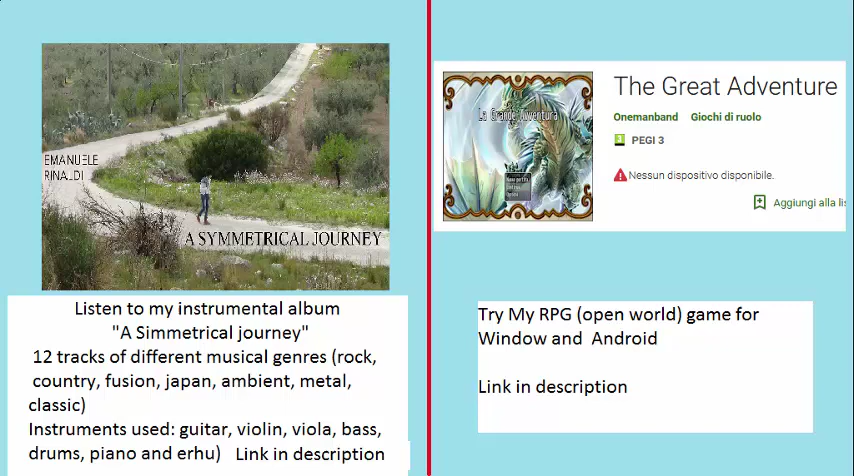 EMANUELE
RINALDI
A SYMMETRICAL JOURNEY
Listen to my instrumental album
"A Simmetrical journey"
12 tracks of different musical genres (rock,
country, fusion, japan, ambient, metal,
classic)
Instruments used: guitar, violin, viola, bass,
drums, piano and erhu) Link in description
La Grande Avventura
The Great Adventure
Onemanband Giochi di ruolo
3 PEGI 3
Nessun dispositivo disponibile.
Aggiungi alla lis
Try My RPG (open world) game for
Window and Android
Link in description